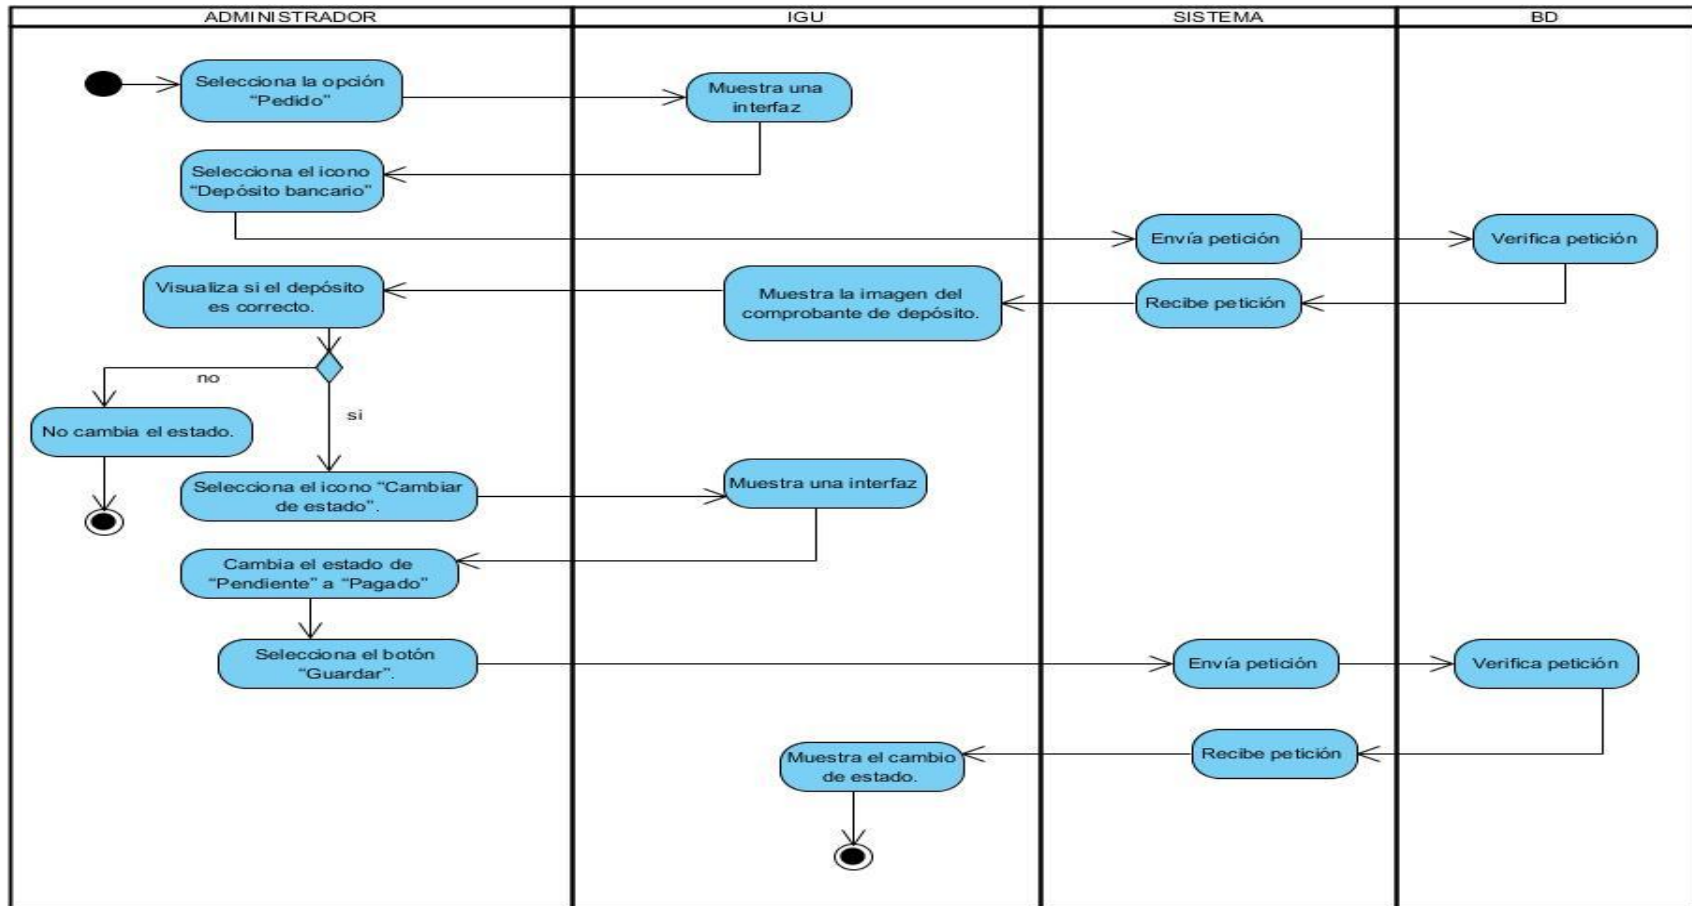 ADMINISTRADOR
IGU
SISTEMA
BD
Selecciona la opción
“Pedido”
Muestra una
interfaz
Selecciona el icono
“Depósito bancario”
Envía petición
Verifica petición
Visualiza si el depósito
es correcto.
Muestra la imagen del
comprobante de depósito.
Recibe petición
no
si
No cambia el estado.
Selecciona el icono “Cambiar
de estado”.
Muestra una interfaz
Cambia el estado de
“Pendiente” a “Pagado”
Selecciona el botón
“Guardar”.
Envía petición
Verifica petición
Muestra el cambio
de estado.
Recibe petición